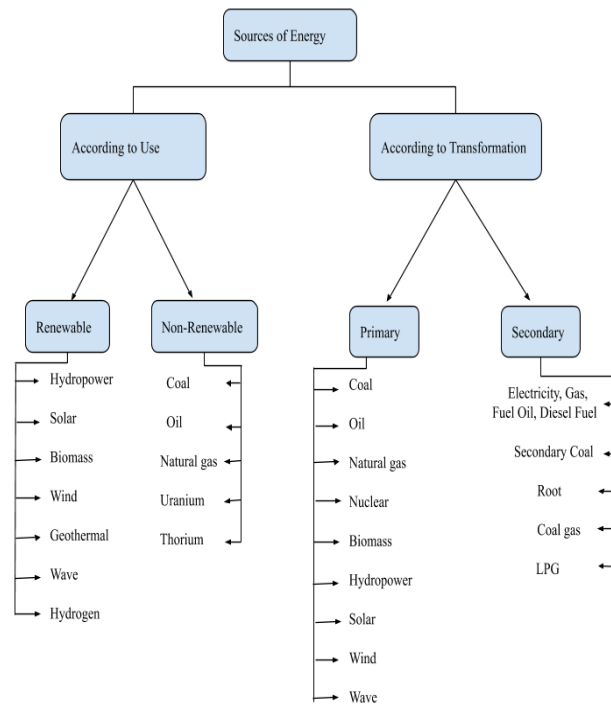 Sources of Energy
According to Use
According to Transformation
Renewable
Non-Renewable
Primary
Secondary
Hydropower
Solar
Biomass
Wind
Geothermal
Wave
Hydrogen
Coal
Oil
Natural gas
Uranium
Thorium
Coal
Oil
Natural gas
Nuclear
Biomass
Hydropower
Solar
Wind
Wave
Electricity, Gas,
Fuel Oil, Diesel Fuel
Secondary Coal
Root
Coal gas
LPG